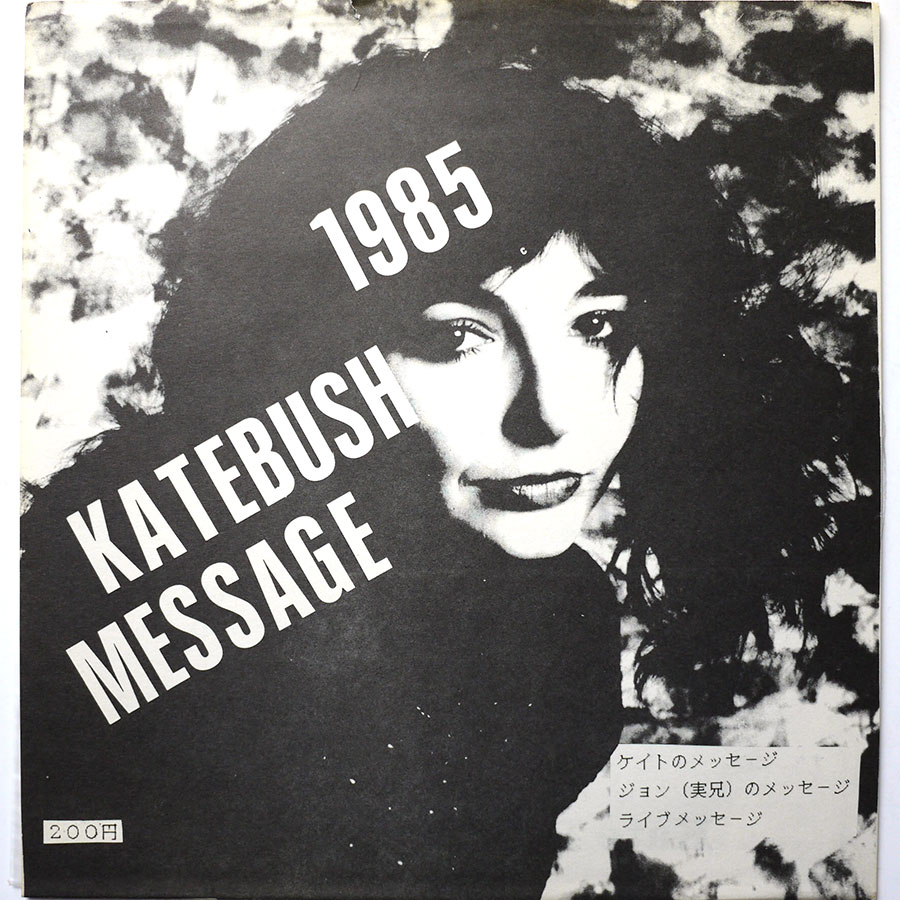 1985
KATEBUSH
MESSAGE
ケイトのメッセージ
ジョン（実兄）のメッセージ
ライブメッセージ
200円